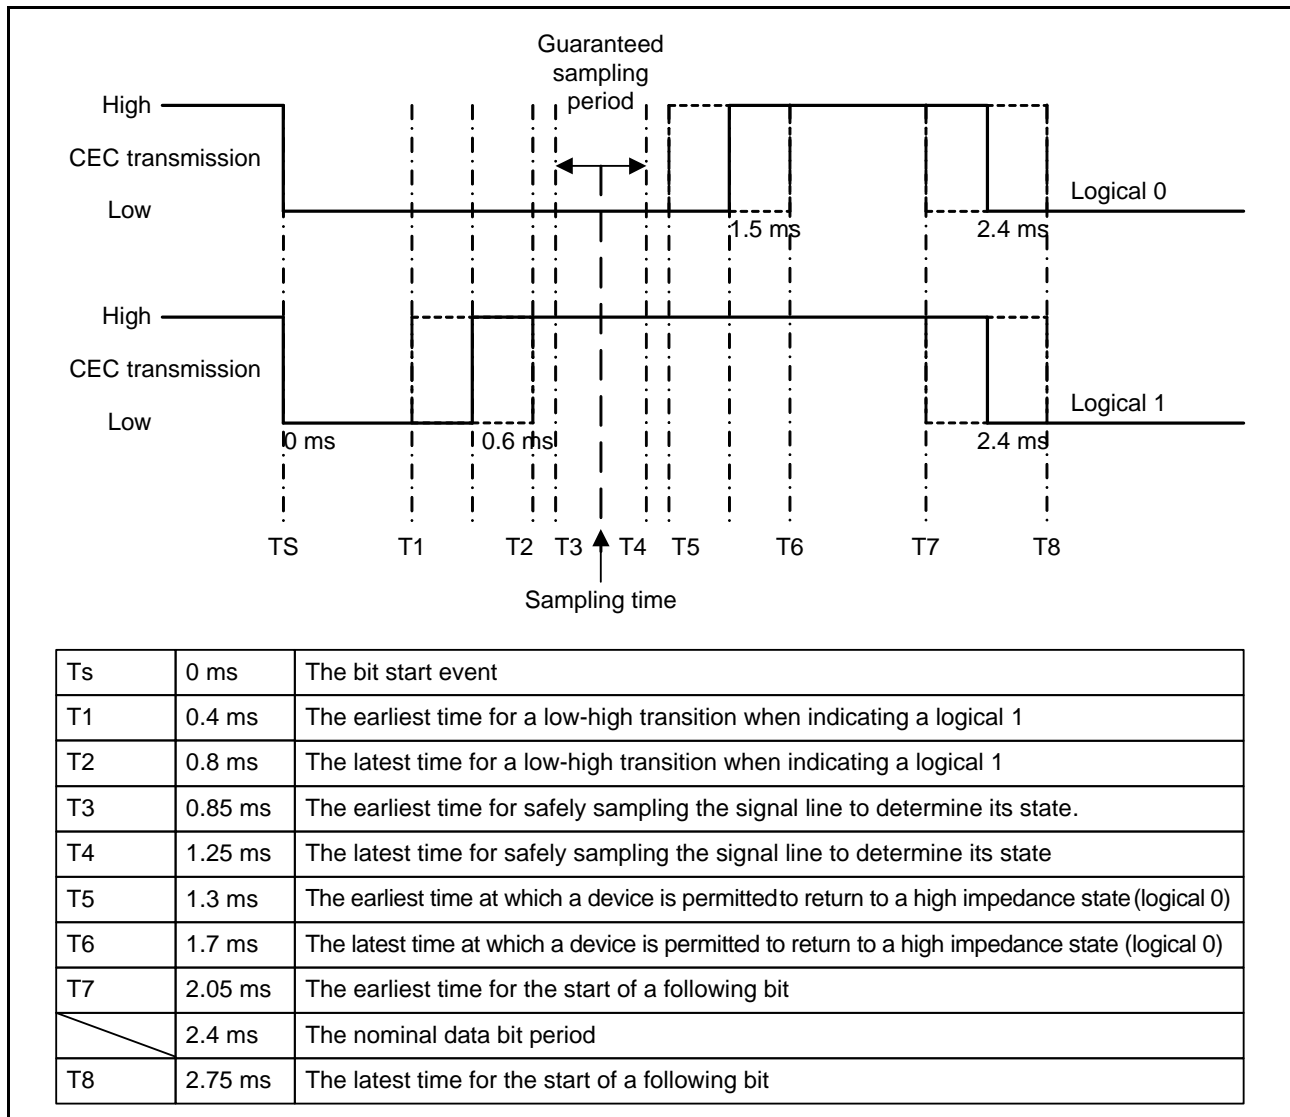 Guaranteed
sampling
period
High
CEC transmission
Low
Logical 0
1.5 ms
2.4 ms
High
CEC transmission
Low
Logical 1
0 ms
0.6 ms
2.4 ms
TS T1 T2 T3 T4 T5 T6 T7 T8
Sampling time
Ts 0 ms The bit start event
T1 0.4 ms The earliest time for a low-high transition when indicating a logical 1
T2 0.8 ms The latest time for a low-high transition when indicating a logical 1
T3 0.85 ms The earliest time for safely sampling the signal line to determine its state.
T4 1.25 ms The latest time for safely sampling the signal line to determine its state
T5 1.3 ms The earliest time at which a device is permitted to return to a high impedance state (logical 0)
T6 1.7 ms The latest time at which a device is permitted to return to a high impedance state (logical 0)
T7 2.05 ms The earliest time for the start of a following bit
2.4 ms The nominal data bit period
T8 2.75 ms The latest time for the start of a following bit